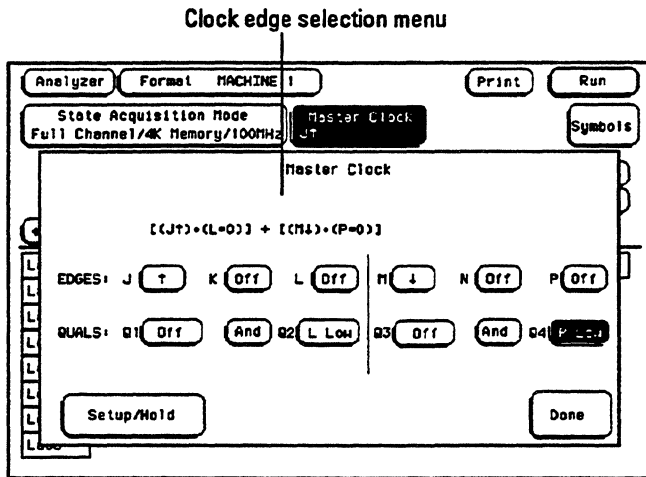 Clock edge selection menu
Analyzer Format MACHINE 1 Print Run
State Acquisition Mode
Full Channel/4K Memory/100MHz
Master Clock
J↑
Symbols
Master Clock
[(J↑)•(L=0)] + [(M↓)•(P=0)]
EDGES: J ↑ K Off L Off M ↓ N Off P Off
QUALS: Q1 Off And Q2 L Low Q3 Off And Q4 P Low
Setup/Hold Done